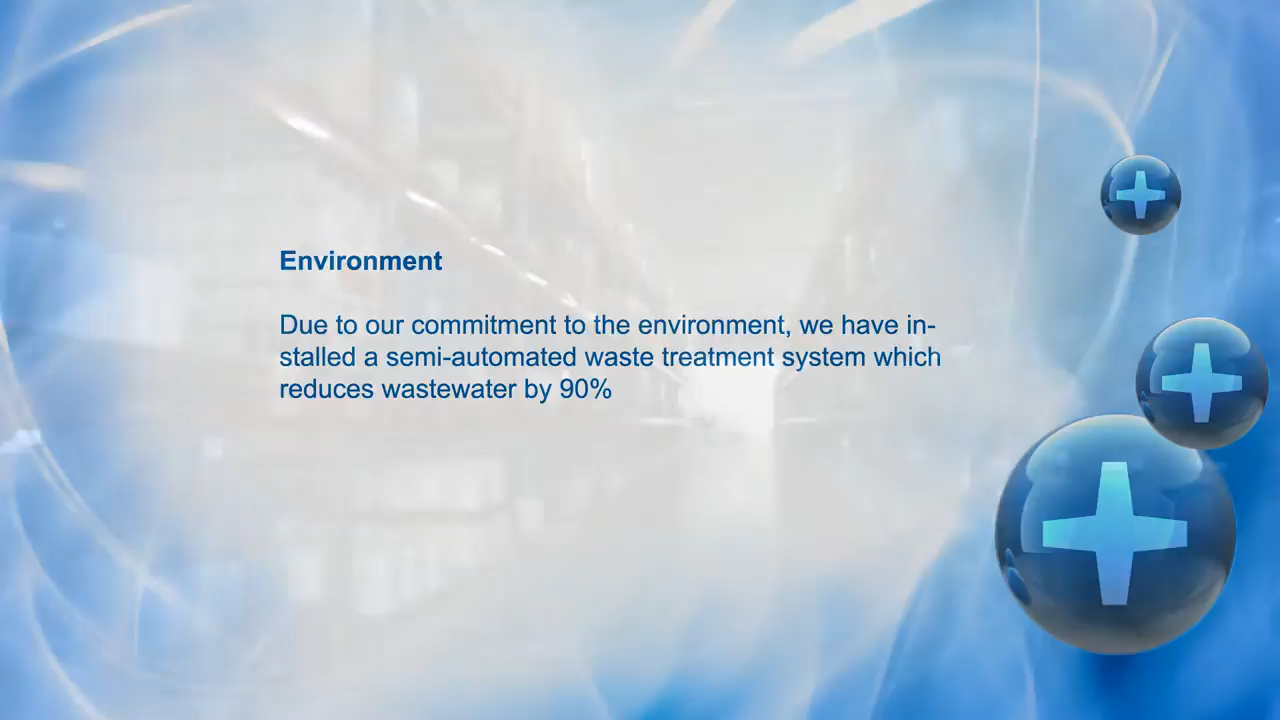 Environment
Due to our commitment to the environment, we have in-
stalled a semi-automated waste treatment system which
reduces wastewater by 90%